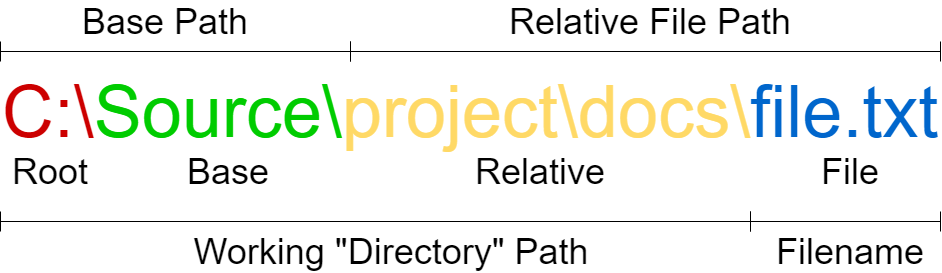 Base Path Relative File Path
C:\Source\project\docs\file.txt
Root Base Relative File
Working "Directory" Path Filename